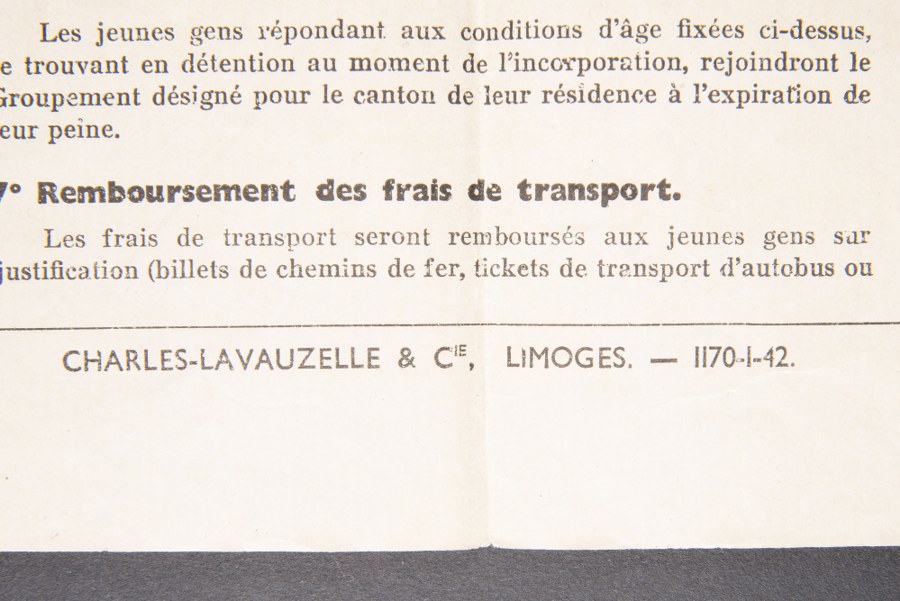 Les jeunes gens répondant aux conditions d'âge fixées ci-dessus,
e trouvant en détention au moment de l'incorporation, rejoindront le
Groupement désigné pour le canton de leur résidence à l'expiration de
eur peine.
7° Remboursement des frais de transport.
Les frais de transport seront remboursés aux jeunes gens sur
justification (billets de chemins de fer, tickets de transport d'autobus ou
CHARLES-LAVAUZELLE & CIE, LIMOGES. — 1170-1-42.